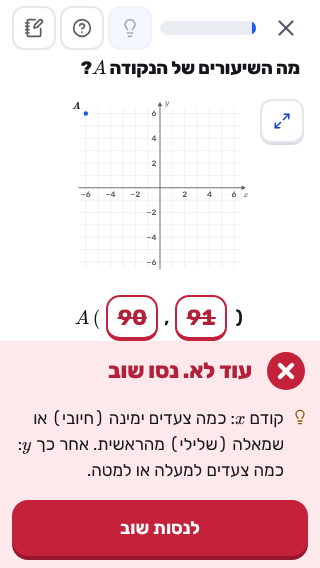 מה השיעורים של הנקודה A?
A
y
6
4
2
−6 −4 −2 2 4 6 x
−2
−4
−6
A ( 90 , 91 )
עוד לא. נסו שוב
קודם x: כמה צעדים ימינה (חיובי) או
שמאלה (שלילי) מהראשית. אחר כך y:
כמה צעדים למעלה או למטה.
לנסות שוב